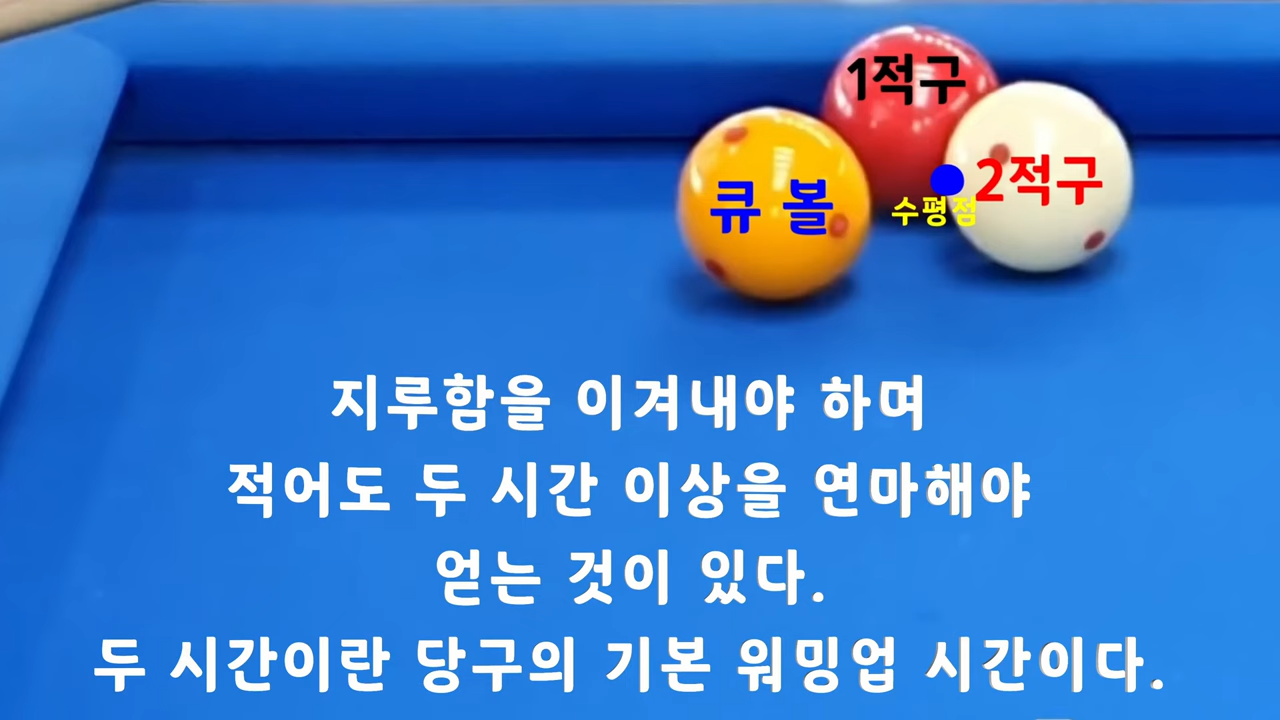 1적구
2적구
큐 볼
수평점
지루함을 이겨내야 하며
적어도 두 시간 이상을 연마해야
얻는 것이 있다.
두 시간이란 당구의 기본 워밍업 시간이다.